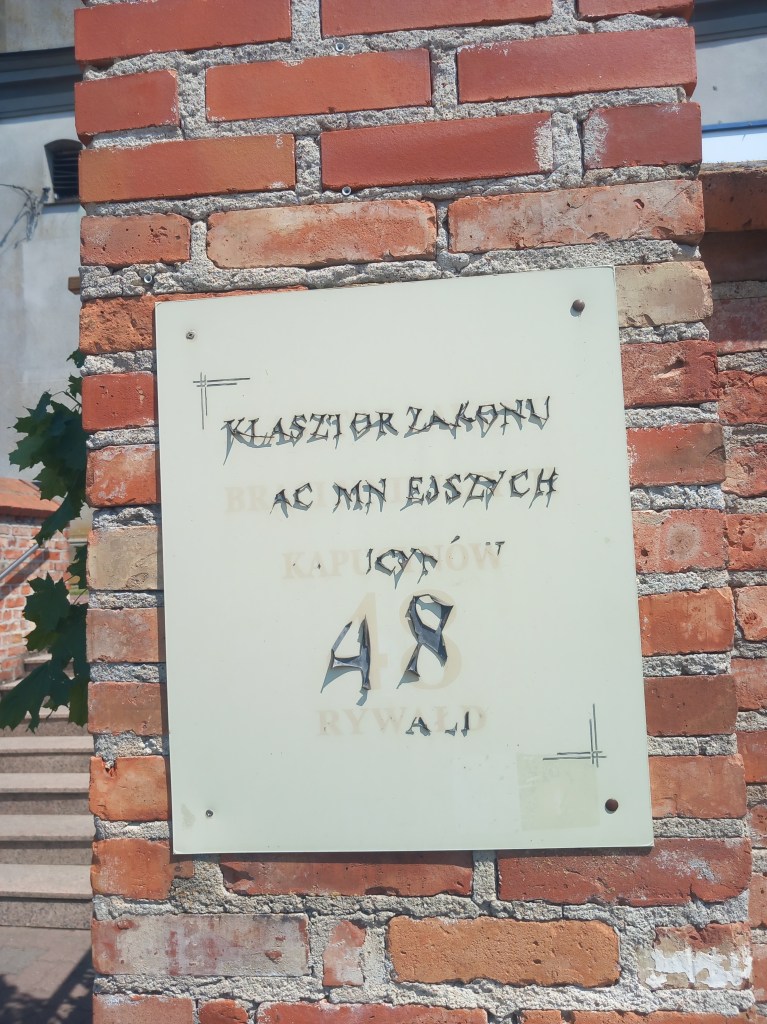 KLASZTOR ZAKONU
BRACI MNIEJSZYCH
KAPUCYNÓW
48
RYWAŁD